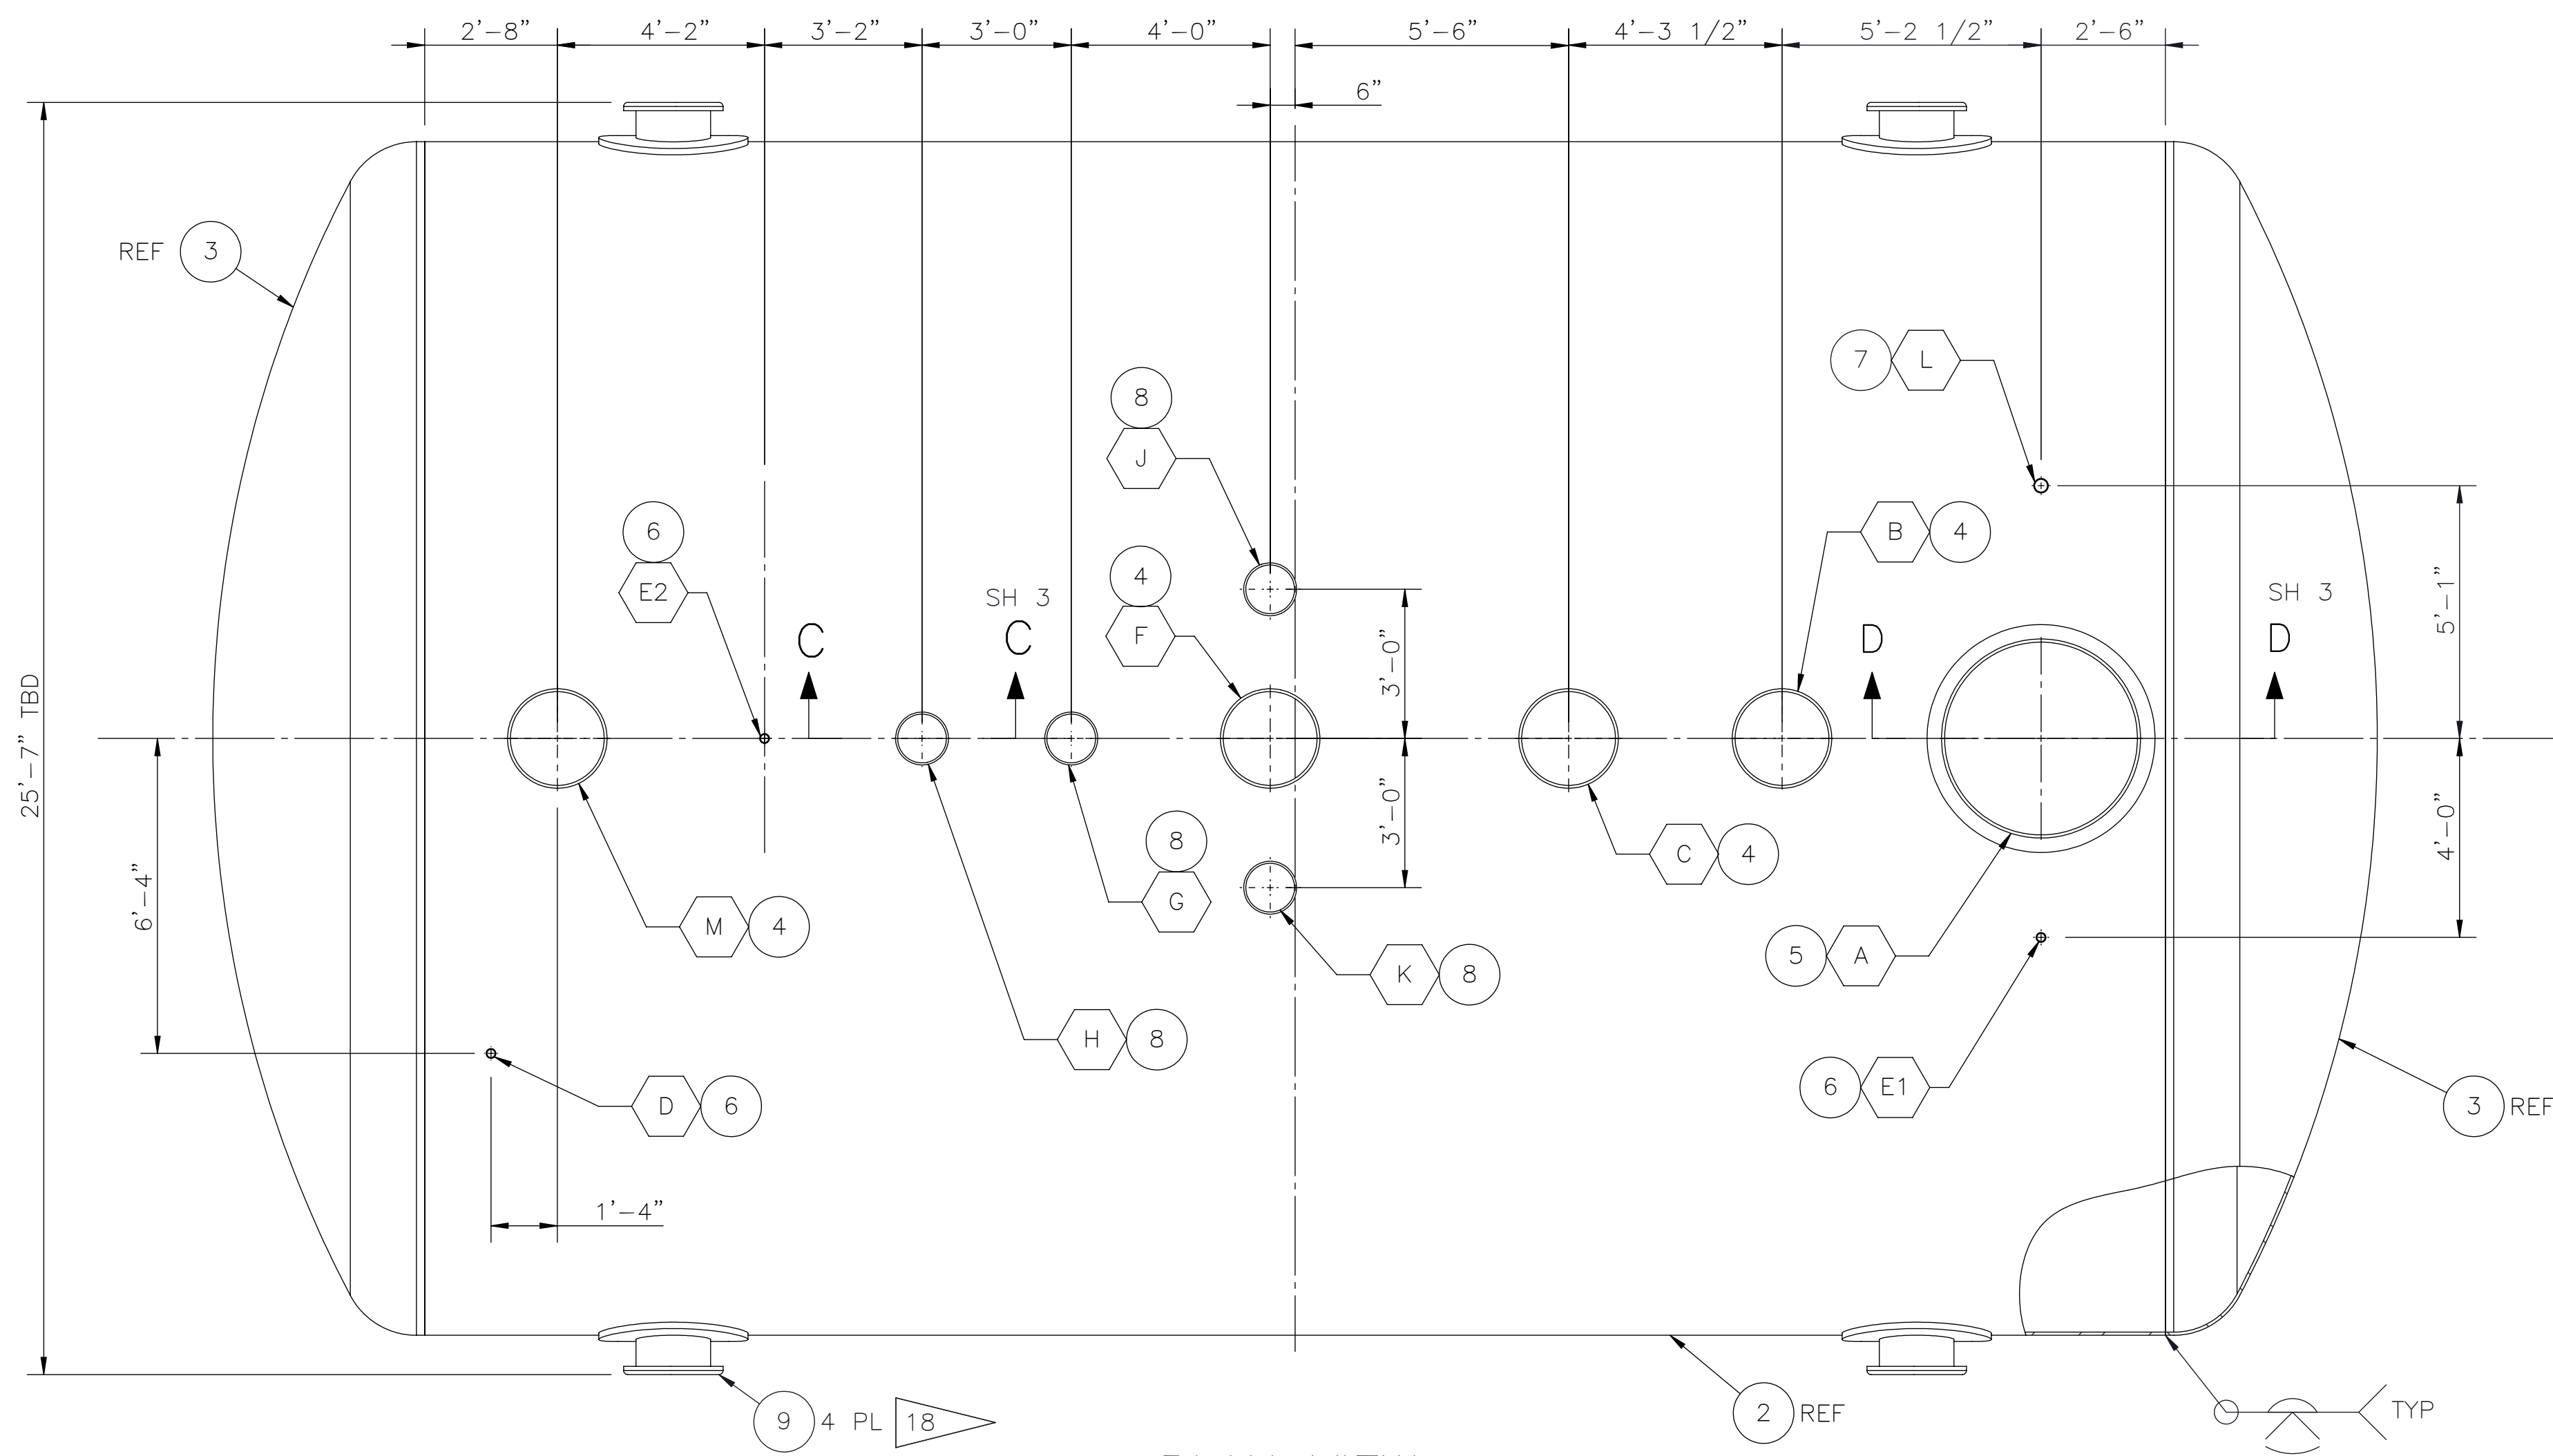 2'-8" 4'-2" 3'-2" 3'-0" 4'-0" 5'-6" 4'-3 1/2" 5'-2 1/2" 2'-6"
6"
REF 3
7 L
8
J
B 4
6
E2
4
F
SH 3
C C
SH 3
D D
5'-1"
3'-0"
25'-7" TBD
3'-0"
4'-0"
6'-4"
8
G
C 4
M 4
5 A
K 8
H 8
D 6
6 E1
3 REF
1'-4"
9 4 PL 18
2 REF
TYP